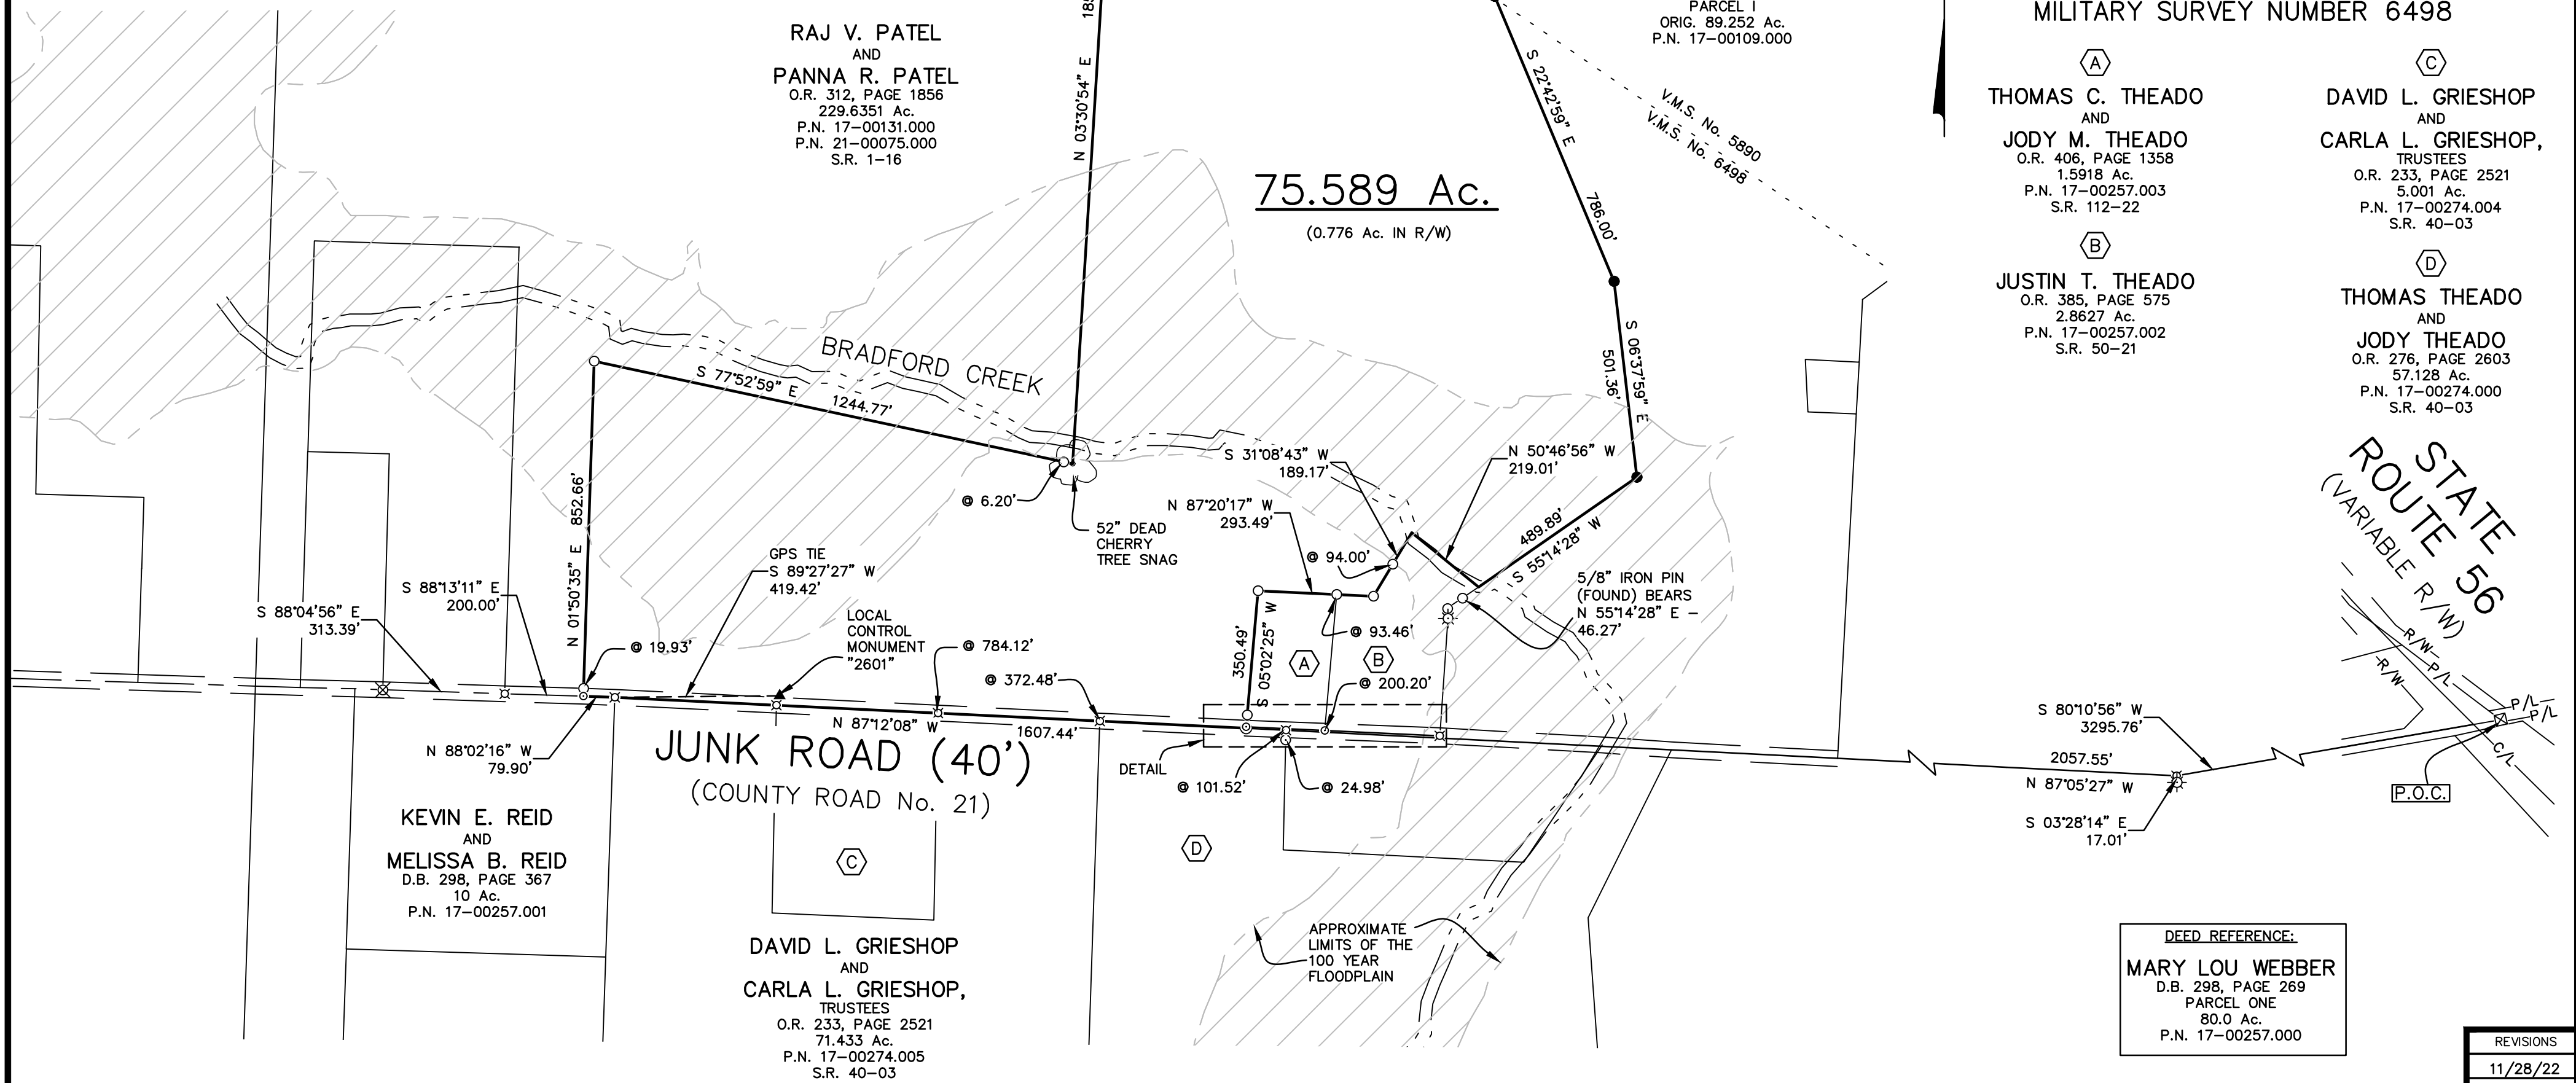 RAJ V. PATEL
AND
PANNA R. PATEL
O.R. 312, PAGE 1856
229.6351 Ac.
P.N. 17-00131.000
P.N. 21-00075.000
S.R. 1-16
N 03°30'54" E
PARCEL I
ORIG. 89.252 Ac.
P.N. 17-00109.000
S 22°42'59" E
786.00'
V.M.S. No. 5890
V.M.S. No. 6498
75.589 Ac.
(0.776 Ac. IN R/W)
MILITARY SURVEY NUMBER 6498
A
THOMAS C. THEADO
AND
JODY M. THEADO
O.R. 406, PAGE 1358
1.5918 Ac.
P.N. 17-00257.003
S.R. 112-22
B
JUSTIN T. THEADO
O.R. 385, PAGE 575
2.8627 Ac.
P.N. 17-00257.002
S.R. 50-21
C
DAVID L. GRIESHOP
AND
CARLA L. GRIESHOP,
TRUSTEES
O.R. 233, PAGE 2521
5.001 Ac.
P.N. 17-00274.004
S.R. 40-03
D
THOMAS THEADO
AND
JODY THEADO
O.R. 276, PAGE 2603
57.128 Ac.
P.N. 17-00274.000
S.R. 40-03
S 06°37'59" E
501.36'
BRADFORD CREEK
S 77°52'59" E
1244.77'
@ 6.20'
52" DEAD
CHERRY
TREE SNAG
S 31°08'43" W
189.17'
N 50°46'56" W
219.01'
N 87°20'17" W
293.49'
@ 94.00'
489.89'
S 55°14'28" W
5/8" IRON PIN
(FOUND) BEARS
N 55°14'28" E –
46.27'
@ 93.46'
A
B
350.49'
S 05°02'25" W
@ 200.20'
N 01°50'35" E 852.66'
GPS TIE
S 89°27'27" W
419.42'
S 88°13'11" E
200.00'
S 88°04'56" E
313.39'
@ 19.93'
LOCAL
CONTROL
MONUMENT
"2601"
@ 784.12'
@ 372.48'
N 87°12'08" W
1607.44'
N 88°02'16" W
79.90'
JUNK ROAD (40')
(COUNTY ROAD No. 21)
DETAIL
@ 101.52'
@ 24.98'
STATE
ROUTE 56
(VARIABLE R/W)
R/W
P/L
R/W
P/L
P/L
C/L
S 80°10'56" W
3295.76'
2057.55'
N 87°05'27" W
S 03°28'14" E
17.01'
P.O.C.
KEVIN E. REID
AND
MELISSA B. REID
D.B. 298, PAGE 367
10 Ac.
P.N. 17-00257.001
C
D
DAVID L. GRIESHOP
AND
CARLA L. GRIESHOP,
TRUSTEES
O.R. 233, PAGE 2521
71.433 Ac.
P.N. 17-00274.005
S.R. 40-03
APPROXIMATE
LIMITS OF THE
100 YEAR
FLOODPLAIN
DEED REFERENCE:
MARY LOU WEBBER
D.B. 298, PAGE 269
PARCEL ONE
80.0 Ac.
P.N. 17-00257.000
REVISIONS
11/28/22